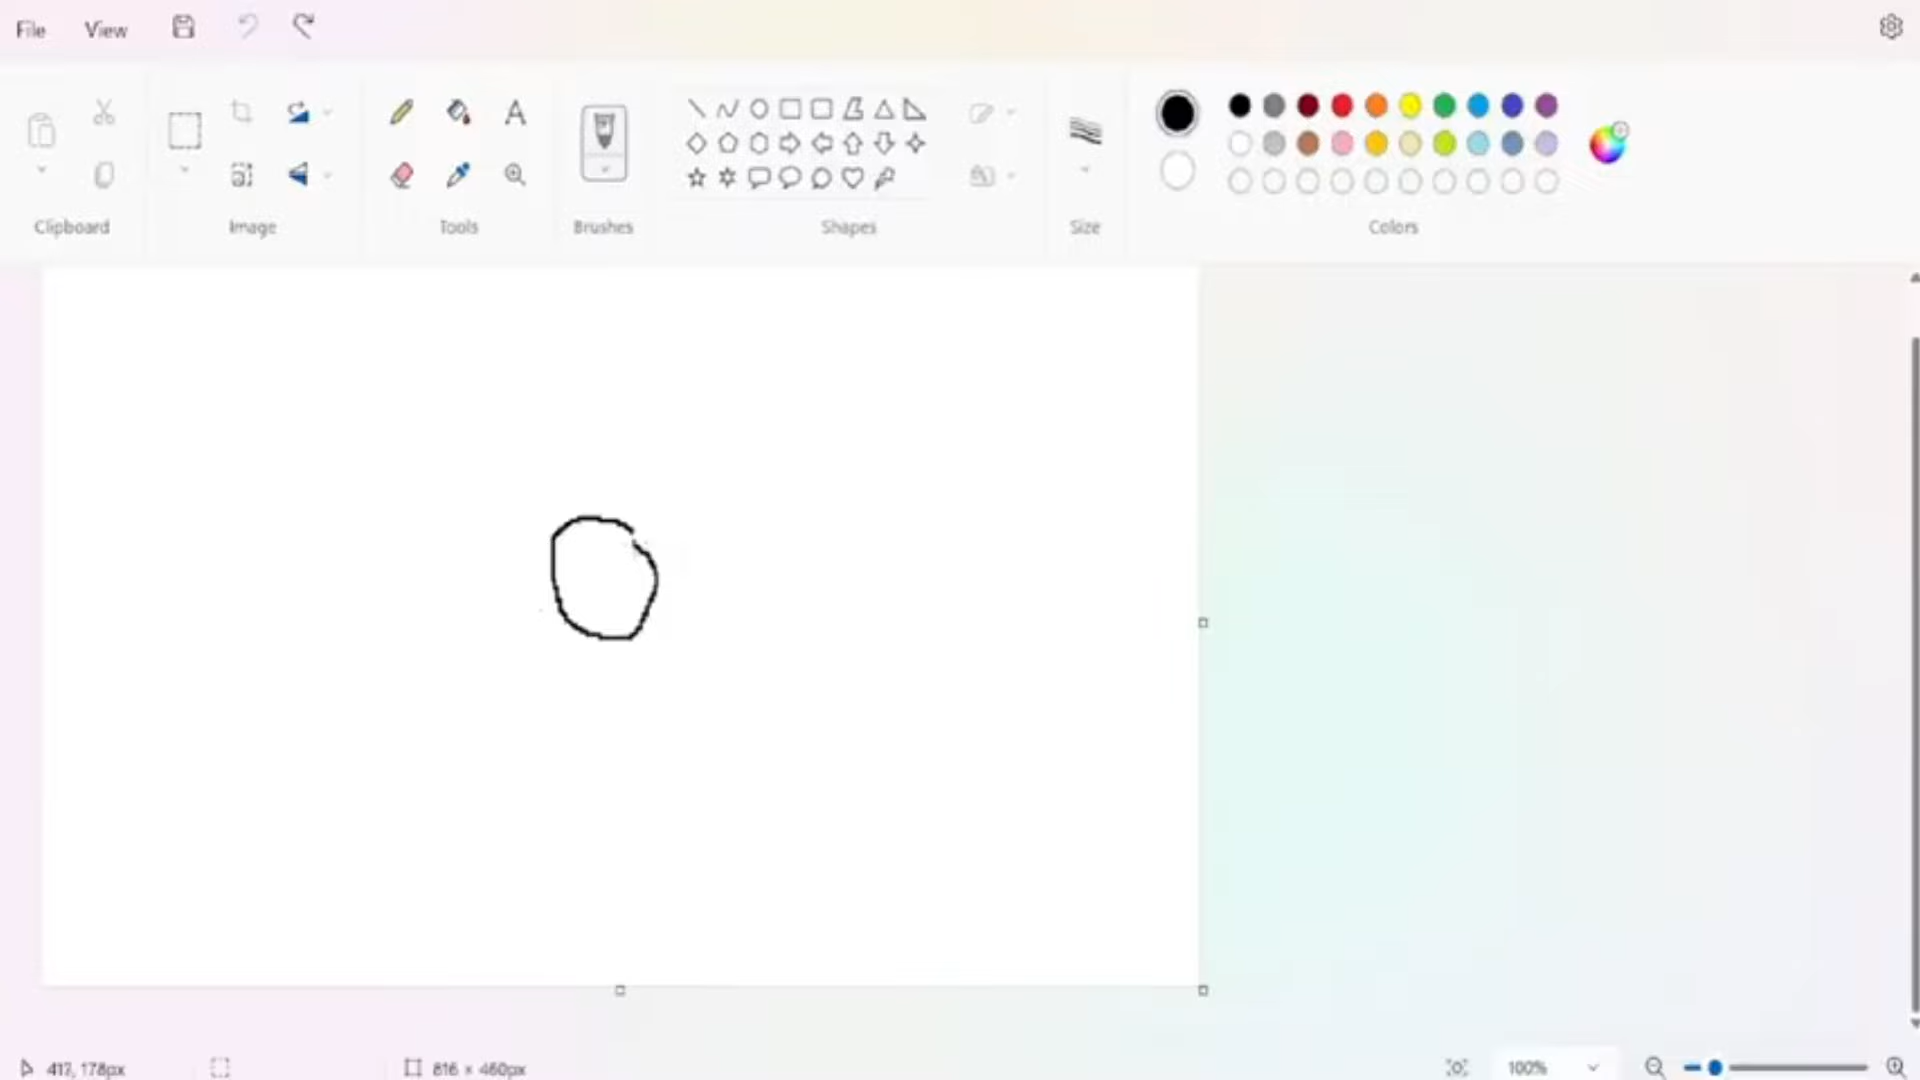 File View
Clipboard Image Tools Brushes Shapes Size Colors
417, 178px 816 × 460px 100%